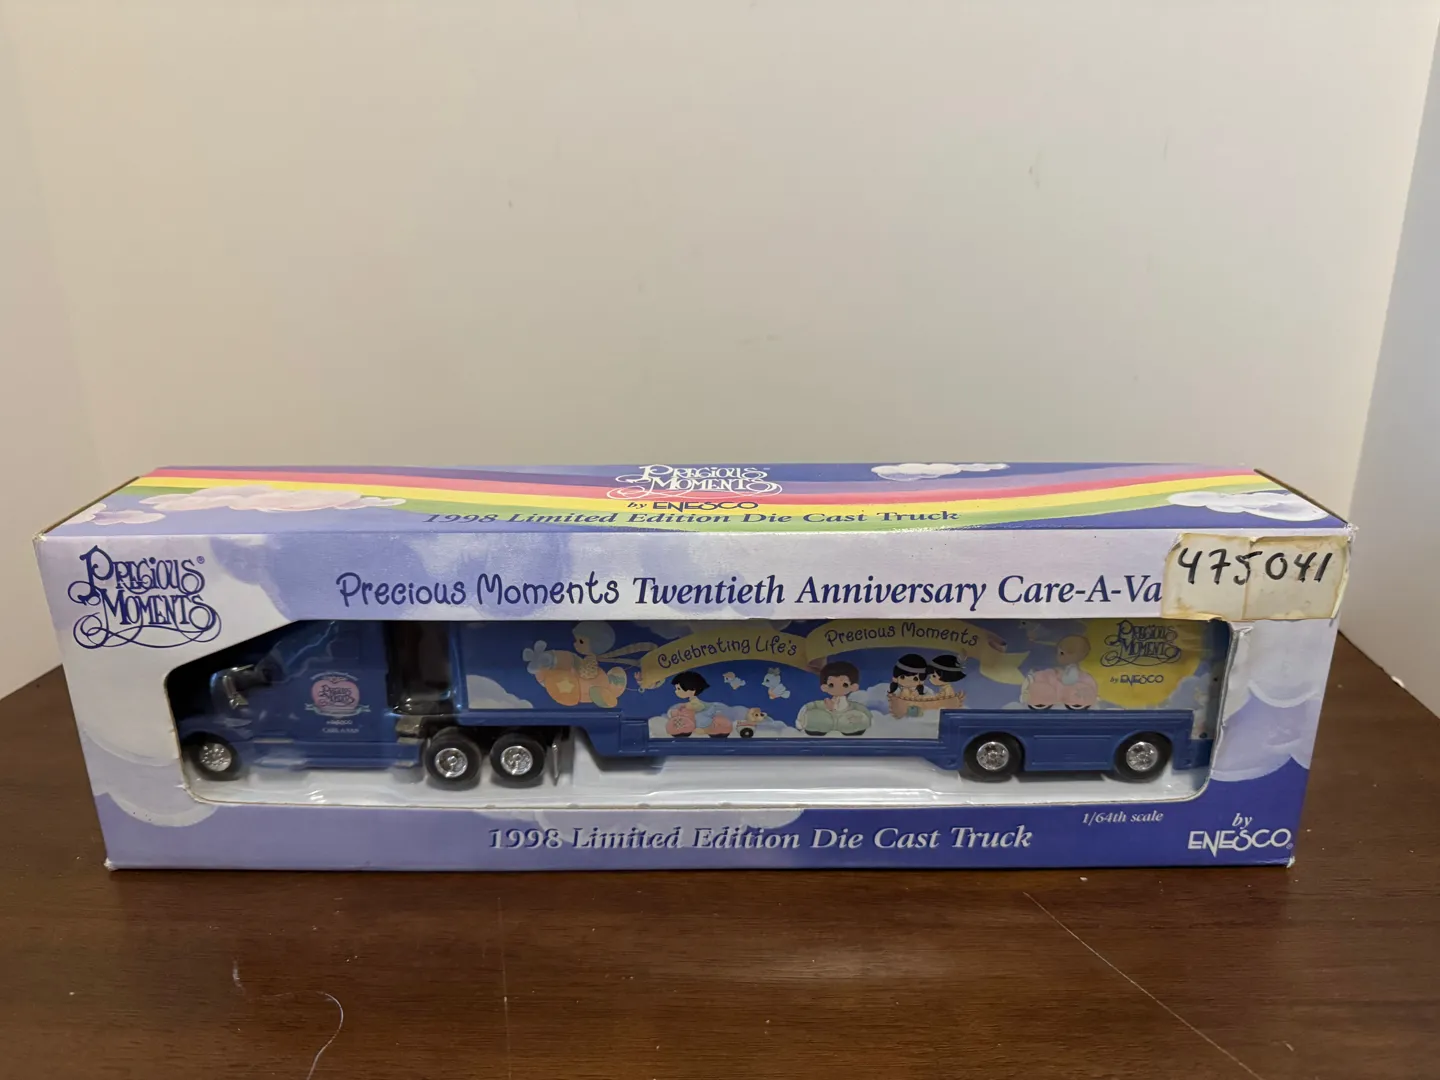 PRECIOUS
MOMENTS
by ENESCO
1998 Limited Edition Die Cast Truck
PRECIOUS®
MOMENTS
Precious Moments Twentieth Anniversary Care-A-Va
475041
Celebrating Life's Precious Moments
PRECIOUS
MOMENTS
by ENESCO
PRECIOUS
MOMENTS
1/64th scale
1998 Limited Edition Die Cast Truck
by
ENESCO®